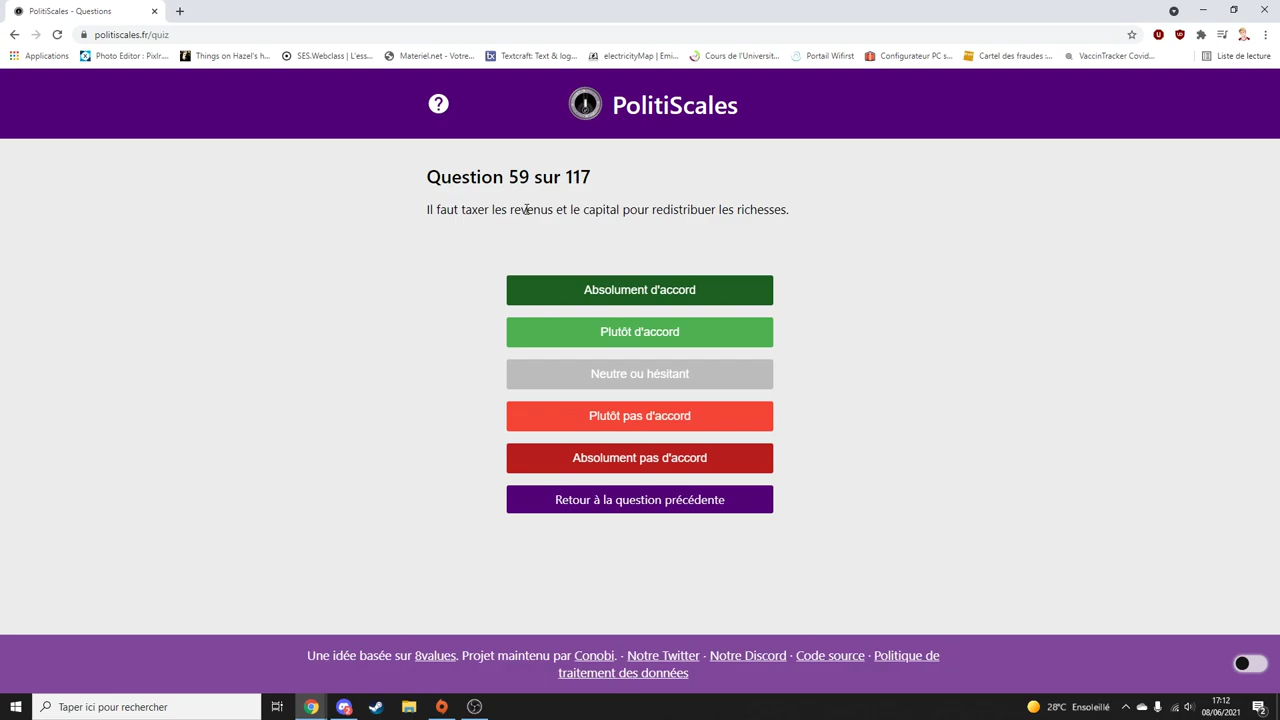 PolitiScales - Questions
politiscales.fr/quiz
Applications
Photo Editor : Pixlr...
Things on Hazel's h...
SES.Webclass | L'ess...
Materiel.net - Votre...
Textcraft: Text & log...
electricityMap | Emi...
Cours de l'Universit...
Portail Wifirst
Configurateur PC s...
Cartel des fraudes :...
VaccinTracker Covid...
Liste de lecture
PolitiScales
Question 59 sur 117
Il faut taxer les revenus et le capital pour redistribuer les richesses.
Absolument d'accord
Plutôt d'accord
Neutre ou hésitant
Plutôt pas d'accord
Absolument pas d'accord
Retour à la question précédente
Une idée basée sur 8values. Projet maintenu par Conobi. · Notre Twitter · Notre Discord · Code source · Politique de
traitement des données
Taper ici pour rechercher
28°C Ensoleillé
17:12
08/06/2021
2